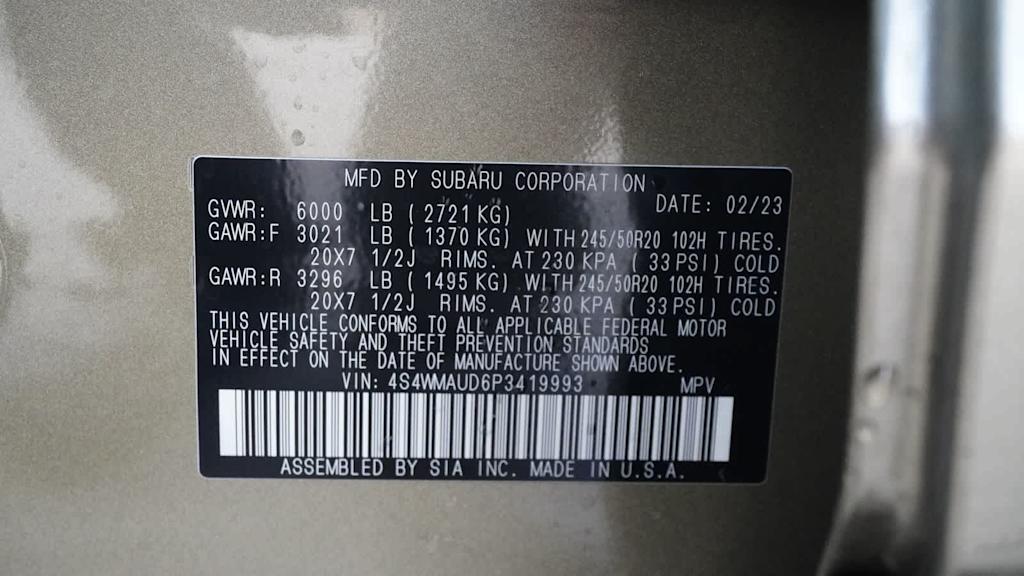 MFD BY SUBARU CORPORATION
DATE: 02/23
GVWR: 6000 LB ( 2721 KG)
GAWR:F 3021 LB ( 1370 KG) WITH 245/50R20 102H TIRES.
20X7 1/2J RIMS. AT 230 KPA ( 33 PSI) COLD
GAWR:R 3296 LB ( 1495 KG) WITH 245/50R20 102H TIRES.
20X7 1/2J RIMS. AT 230 KPA ( 33 PSI) COLD
THIS VEHICLE CONFORMS TO ALL APPLICABLE FEDERAL MOTOR
VEHICLE SAFETY AND THEFT PREVENTION STANDARDS
IN EFFECT ON THE DATE OF MANUFACTURE SHOWN ABOVE.
VIN: 4S4WMAUD6P3419993 MPV
ASSEMBLED BY SIA INC. MADE IN U.S.A.